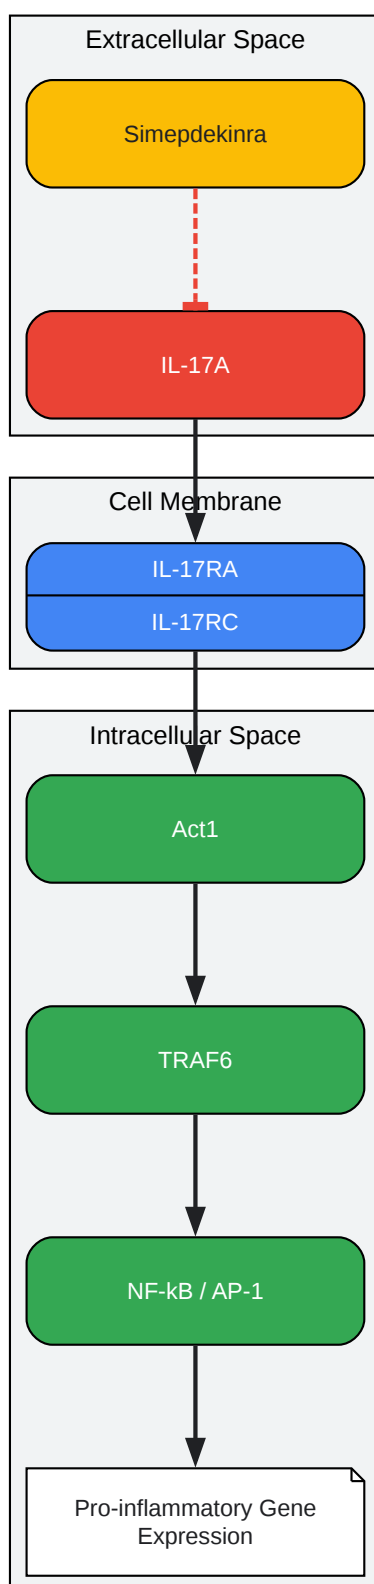 Extracellular Space
Simepdekinra
IL-17A
Cell Membrane
IL-17RA
IL-17RC
Intracellular Space
Act1
TRAF6
NF-kB / AP-1
Pro-inflammatory Gene
Expression